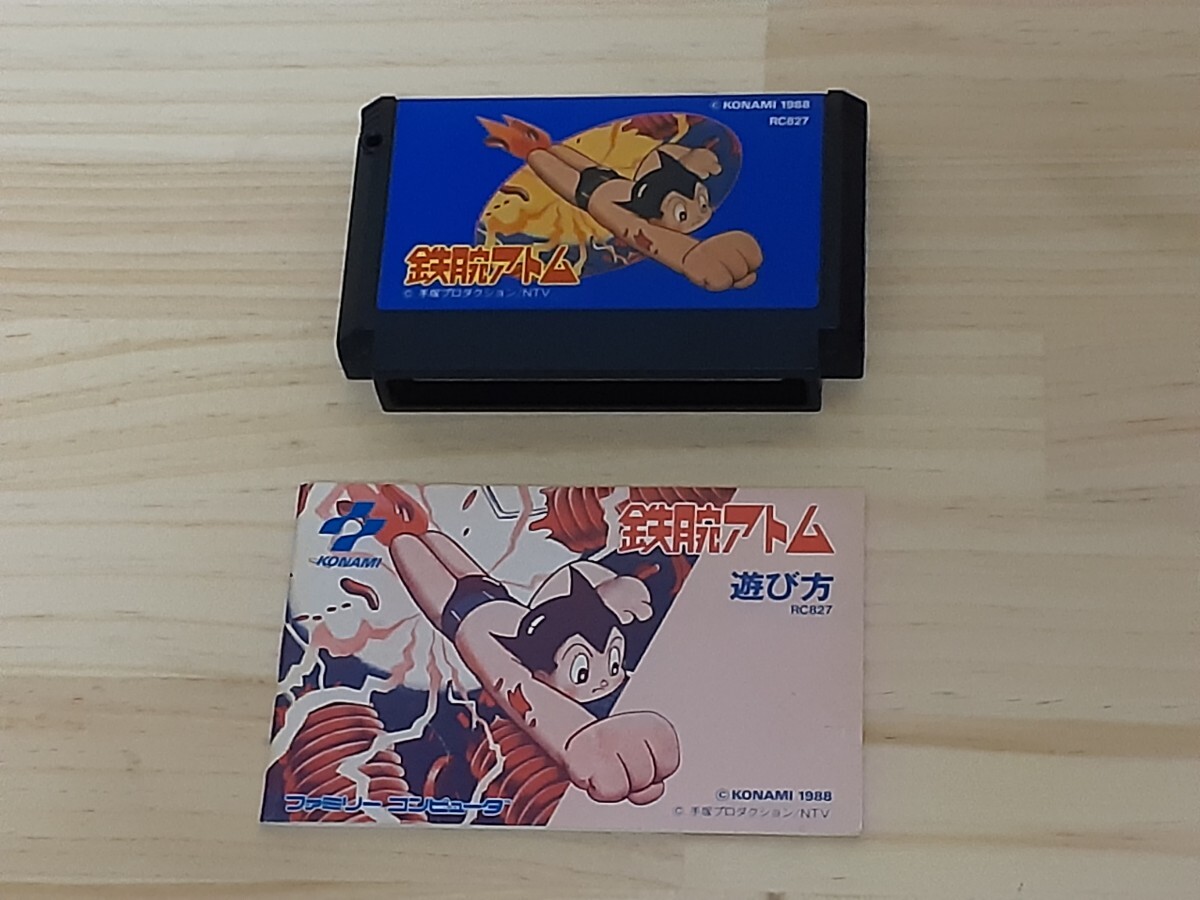 © KONAMI 1988
RC827
鉄腕アトム
© 手塚プロダクション/NTV
KONAMI
鉄腕アトム
遊び方
RC827
ファミリーコンピュータ™
© KONAMI 1988
© 手塚プロダクション/NTV